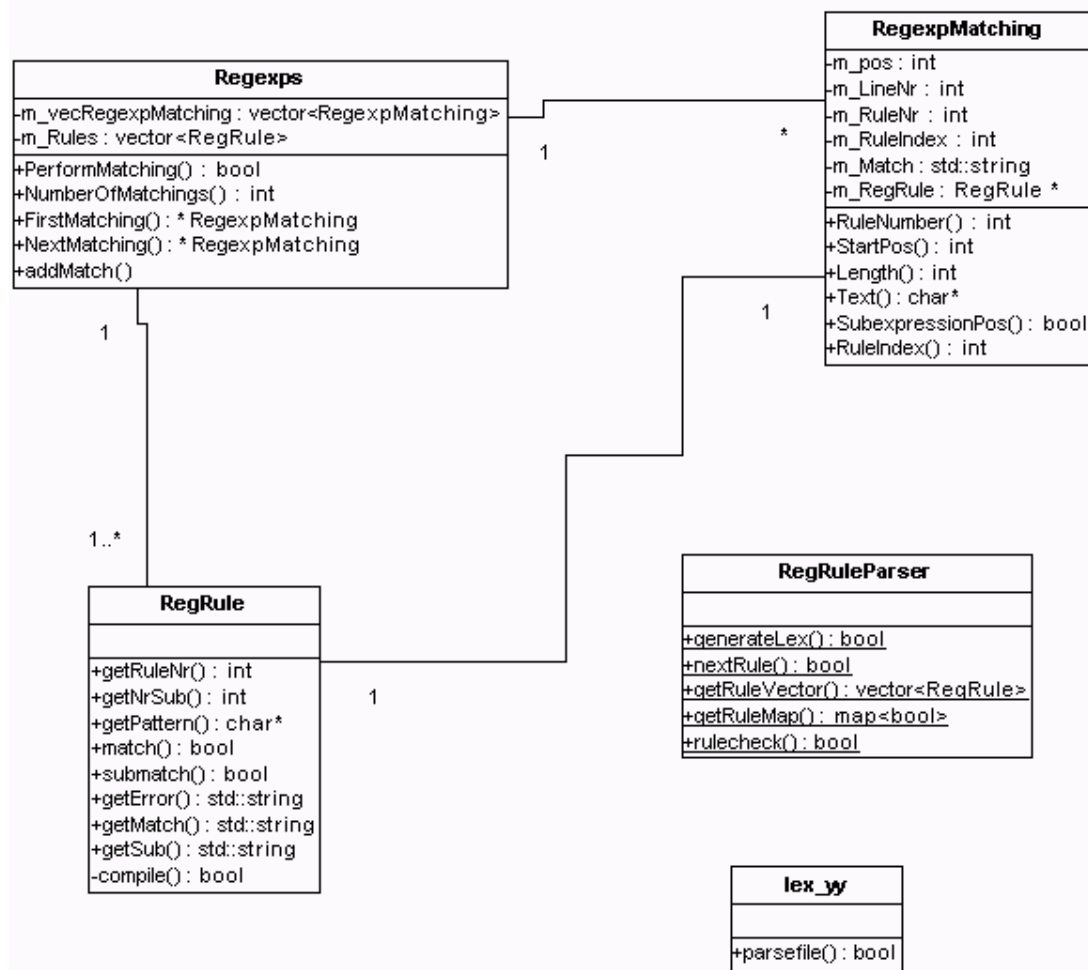 RegexpMatching
-m_pos : int
-m_LineNr : int
-m_RuleNr : int
-m_RuleIndex : int
-m_Match : std::string
-m_RegRule : RegRule *
+RuleNumber() : int
+StartPos() : int
+Length() : int
+Text() : char*
+SubexpressionPos() : bool
+RuleIndex() : int
Regexps
-m_vecRegexpMatching : vector<RegexpMatching>
-m_Rules : vector<RegRule>
+PerformMatching() : bool
+NumberOfMatchings() : int
+FirstMatching() : * RegexpMatching
+NextMatching() : * RegexpMatching
+addMatch()
1
*
1
1
1..*
1
RegRule
+getRuleNr() : int
+getNrSub() : int
+getPattern() : char*
+match() : bool
+submatch() : bool
+getError() : std::string
+getMatch() : std::string
+getSub() : std::string
-compile() : bool
RegRuleParser
+generateLex() : bool
+nextRule() : bool
+getRuleVector() : vector<RegRule>
+getRuleMap() : map<bool>
+rulecheck() : bool
lex_yy
+parsefile() : bool